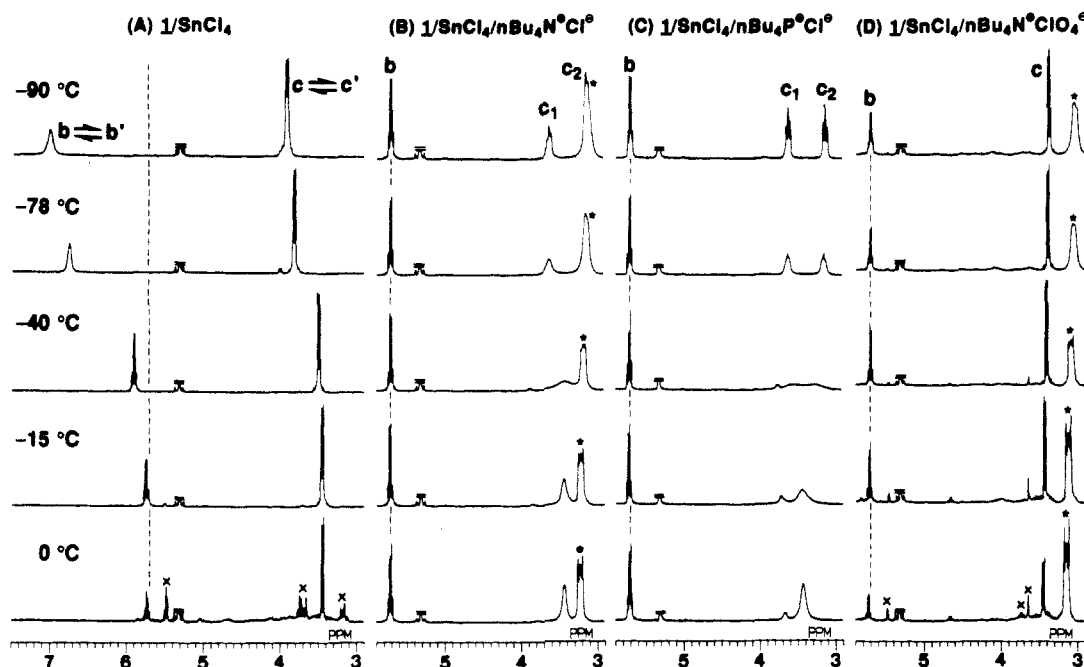 (A) 1/SnCl₄ (B) 1/SnCl₄/nBu₄N⊕Cl⊖ (C) 1/SnCl₄/nBu₄P⊕Cl⊖ (D) 1/SnCl₄/nBu₄N⊕ClO₄⊖
−90 °C
b ⇌ b'
c ⇌ c'
b
c₁
c₂ *
b
c₁
c₂
b
c
*
−78 °C
*
*
−40 °C
*
*
−15 °C
*
*
0 °C
x
x
x
*
x
x
x
*
PPM PPM PPM PPM
7 6 5 4 3 5 4 3 5 4 3 5 4 3